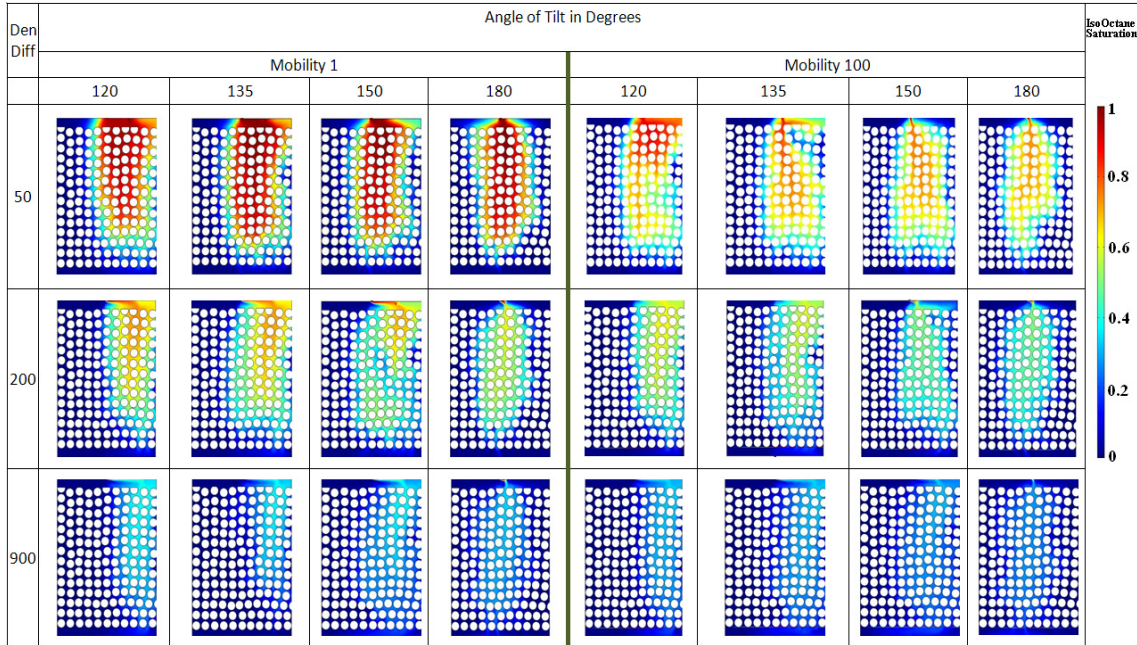 Angle of Tilt in Degrees
Den
Diff
IsoOctane
Saturation
Mobility 1
Mobility 100
120
135
150
180
120
135
150
180
50
200
900
1
0.8
0.6
0.4
0.2
0